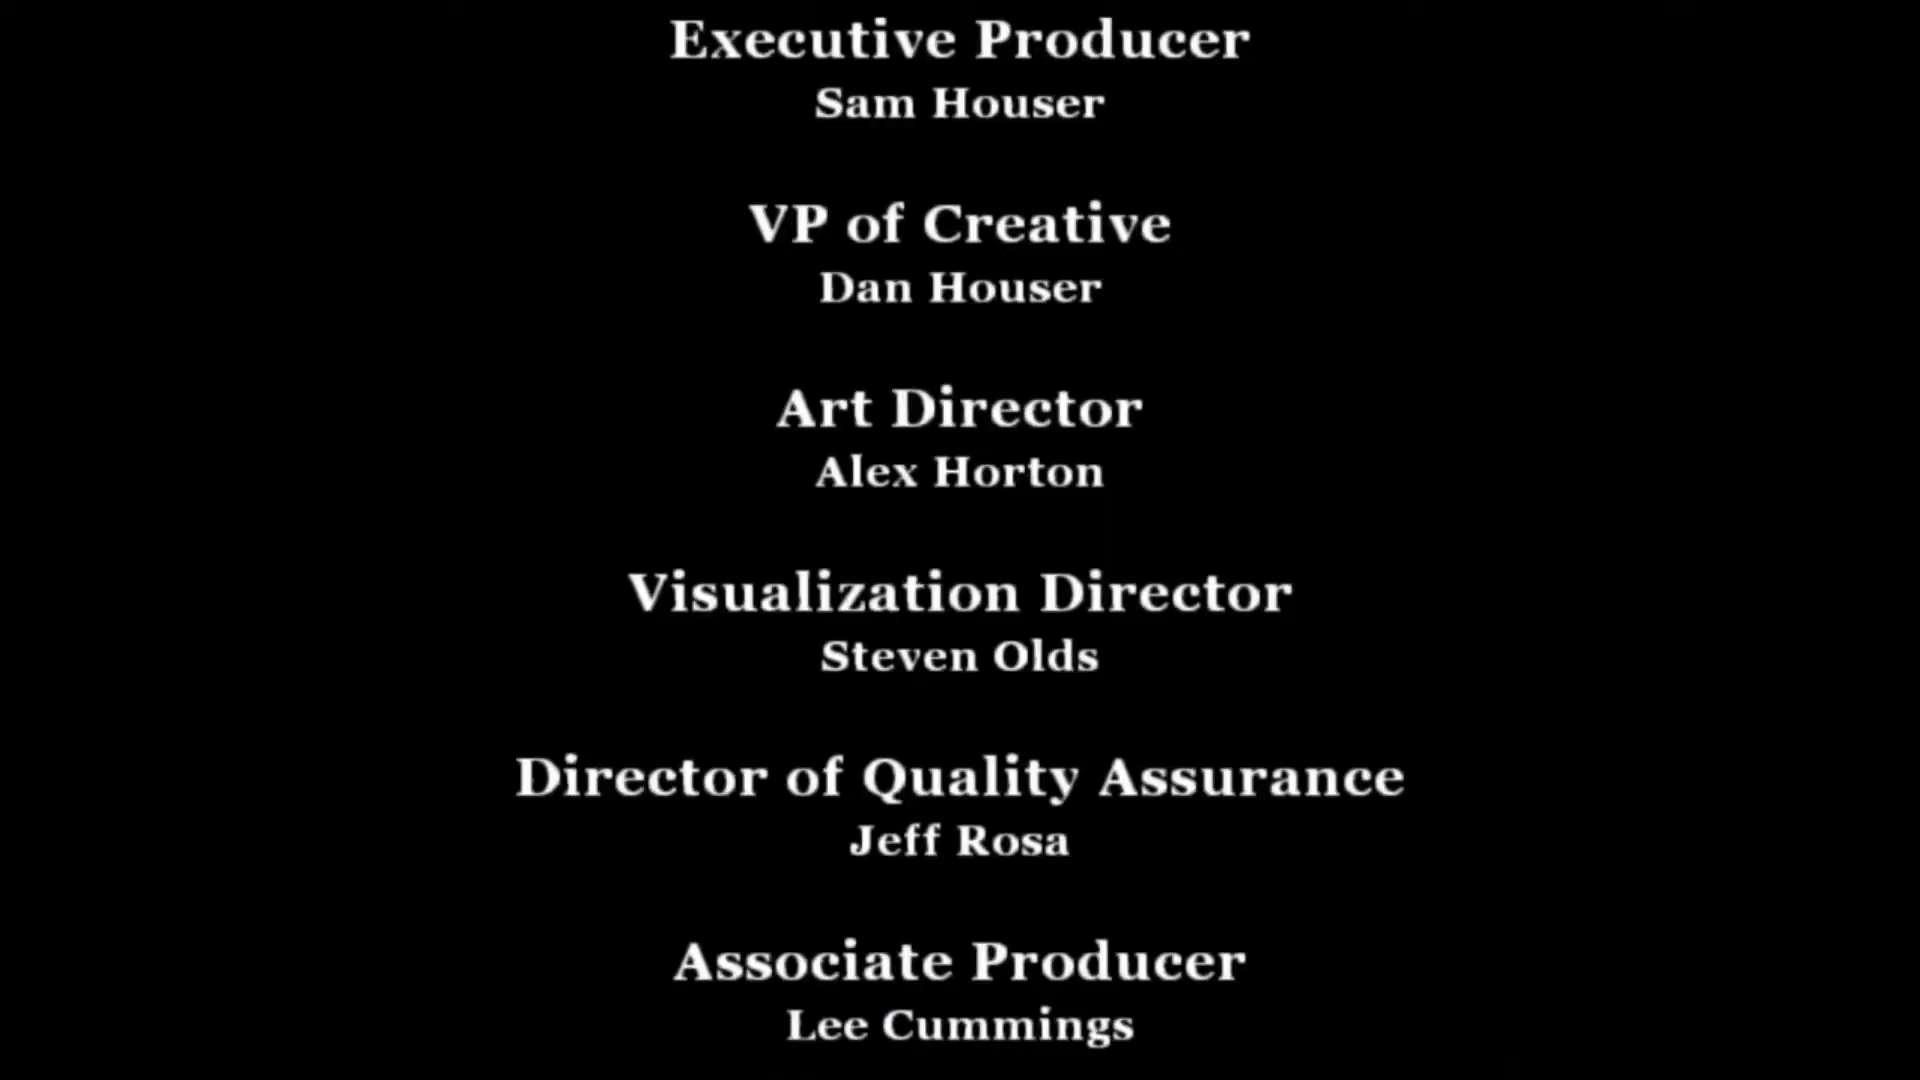 Executive Producer
Sam Houser
VP of Creative
Dan Houser
Art Director
Alex Horton
Visualization Director
Steven Olds
Director of Quality Assurance
Jeff Rosa
Associate Producer
Lee Cummings